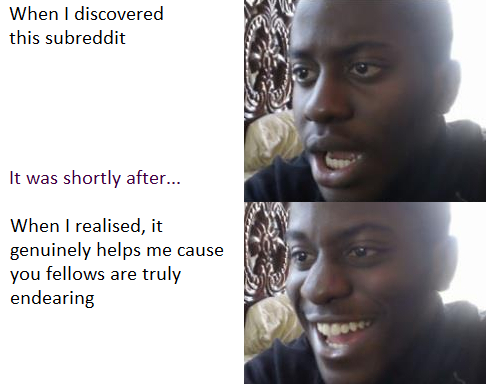 When I discovered
this subreddit
It was shortly after...
When I realised, it
genuinely helps me cause
you fellows are truly
endearing